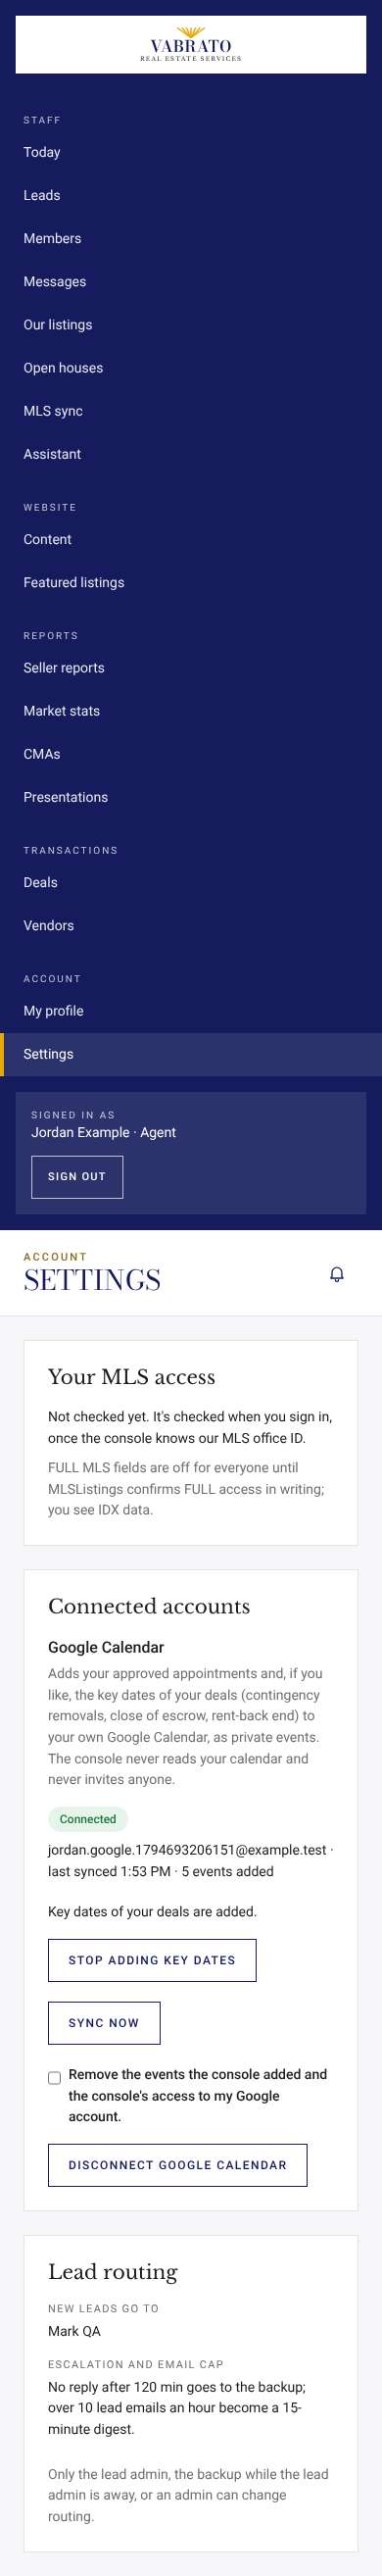 VABRATO
REAL ESTATE SERVICES
STAFF
Today
Leads
Members
Messages
Our listings
Open houses
MLS sync
Assistant
WEBSITE
Content
Featured listings
REPORTS
Seller reports
Market stats
CMAs
Presentations
TRANSACTIONS
Deals
Vendors
ACCOUNT
My profile
Settings
SIGNED IN AS
Jordan Example · Agent
SIGN OUT
ACCOUNT
SETTINGS
Your MLS access
Not checked yet. It's checked when you sign in,
once the console knows our MLS office ID.
FULL MLS fields are off for everyone until
MLSListings confirms FULL access in writing;
you see IDX data.
Connected accounts
Google Calendar
Adds your approved appointments and, if you
like, the key dates of your deals (contingency
removals, close of escrow, rent-back end) to
your own Google Calendar, as private events.
The console never reads your calendar and
never invites anyone.
Connected
jordan.google.1794693206151@example.test ·
last synced 1:53 PM · 5 events added
Key dates of your deals are added.
STOP ADDING KEY DATES
SYNC NOW
Remove the events the console added and
the console's access to my Google
account.
DISCONNECT GOOGLE CALENDAR
Lead routing
NEW LEADS GO TO
Mark QA
ESCALATION AND EMAIL CAP
No reply after 120 min goes to the backup;
over 10 lead emails an hour become a 15-
minute digest.
Only the lead admin, the backup while the lead
admin is away, or an admin can change
routing.